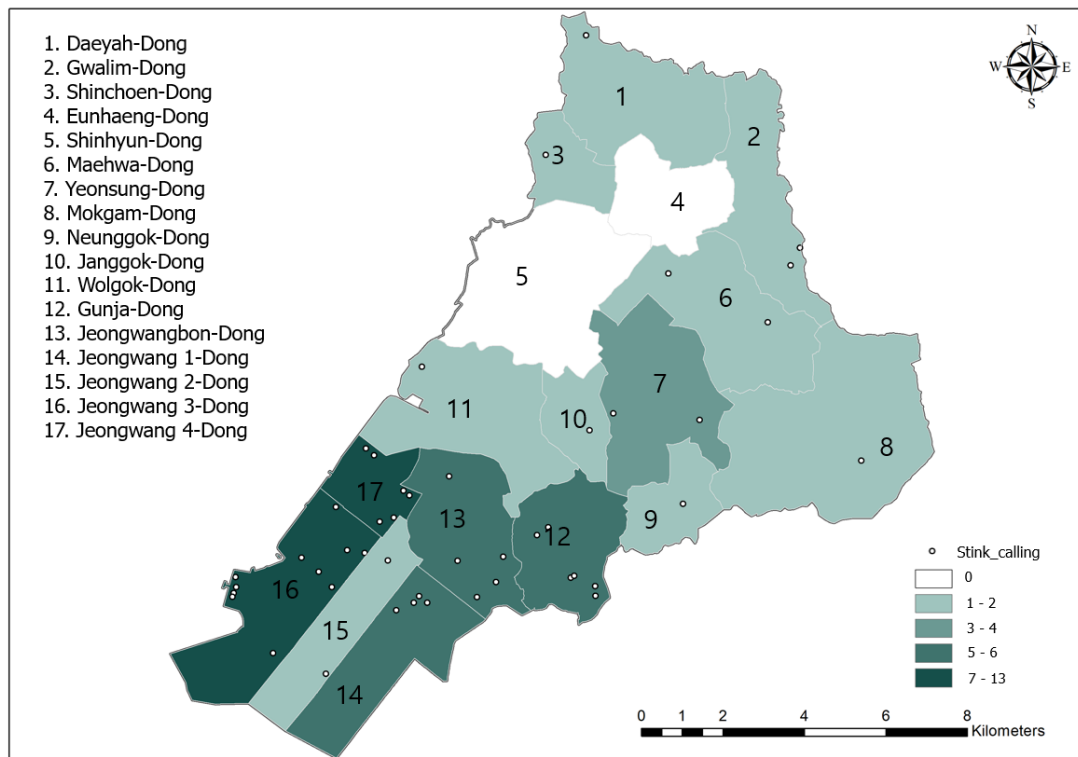 1. Daeyah-Dong
2. Gwalim-Dong
3. Shinchoen-Dong
4. Eunhaeng-Dong
5. Shinhyun-Dong
6. Maehwa-Dong
7. Yeonsung-Dong
8. Mokgam-Dong
9. Neunggok-Dong
10. Janggok-Dong
11. Wolgok-Dong
12. Gunja-Dong
13. Jeongwangbon-Dong
14. Jeongwang 1-Dong
15. Jeongwang 2-Dong
16. Jeongwang 3-Dong
17. Jeongwang 4-Dong
N
W E
S
1
2
3
4
5
6
7
11
10
8
17
13
12
9
16
15
14
Stink_calling
0
1 - 2
3 - 4
5 - 6
7 - 13
0 1 2 4 6 8
Kilometers